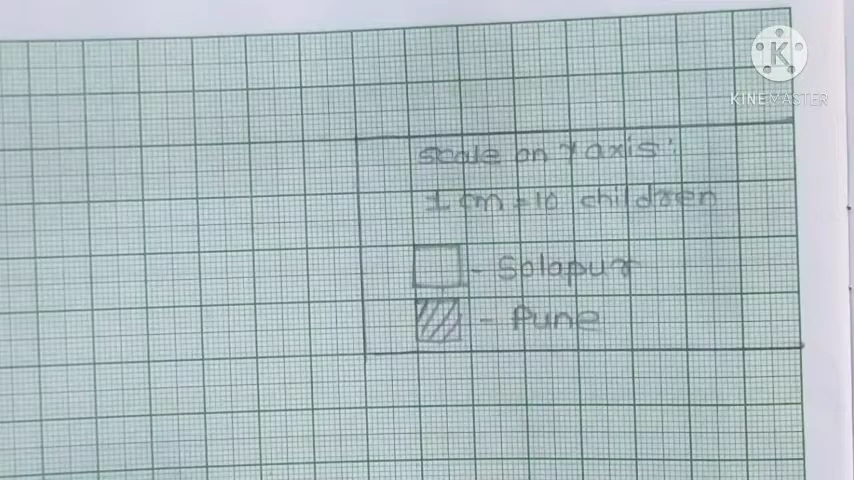 scale on Y axis:
1 cm = 10 children
- Solapur
- Pune
K
KINEMASTER